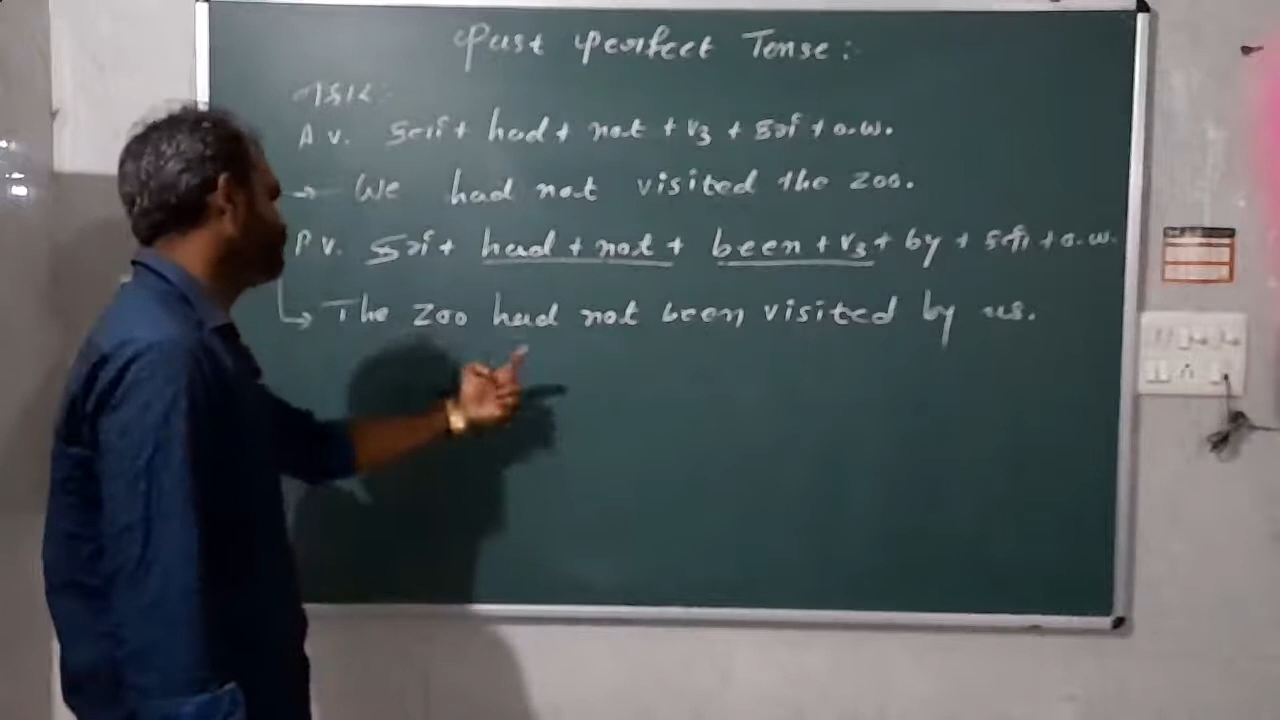 Past Perfect Tense:
નકાર:
A V. કર્તા + had + not + V3 + કર્મ + o.w.
→ We had not visited the zoo.
P V. કર્મ + had + not + been + V3 + by + કર્તા + o.w.
→ The zoo had not been visited by us.